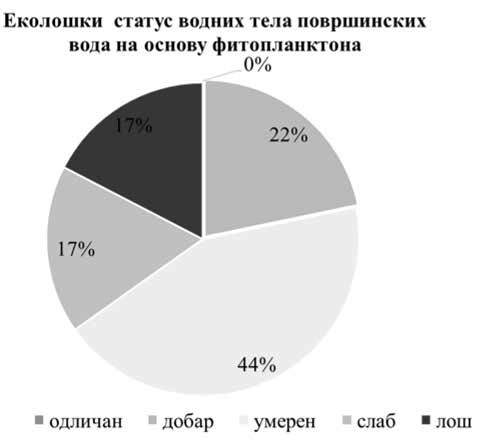 Еколошки статус водних тела површинских
вода на основу фитопланктона
0%
22%
17%
17%
44%
одличан добар умерен слаб лош